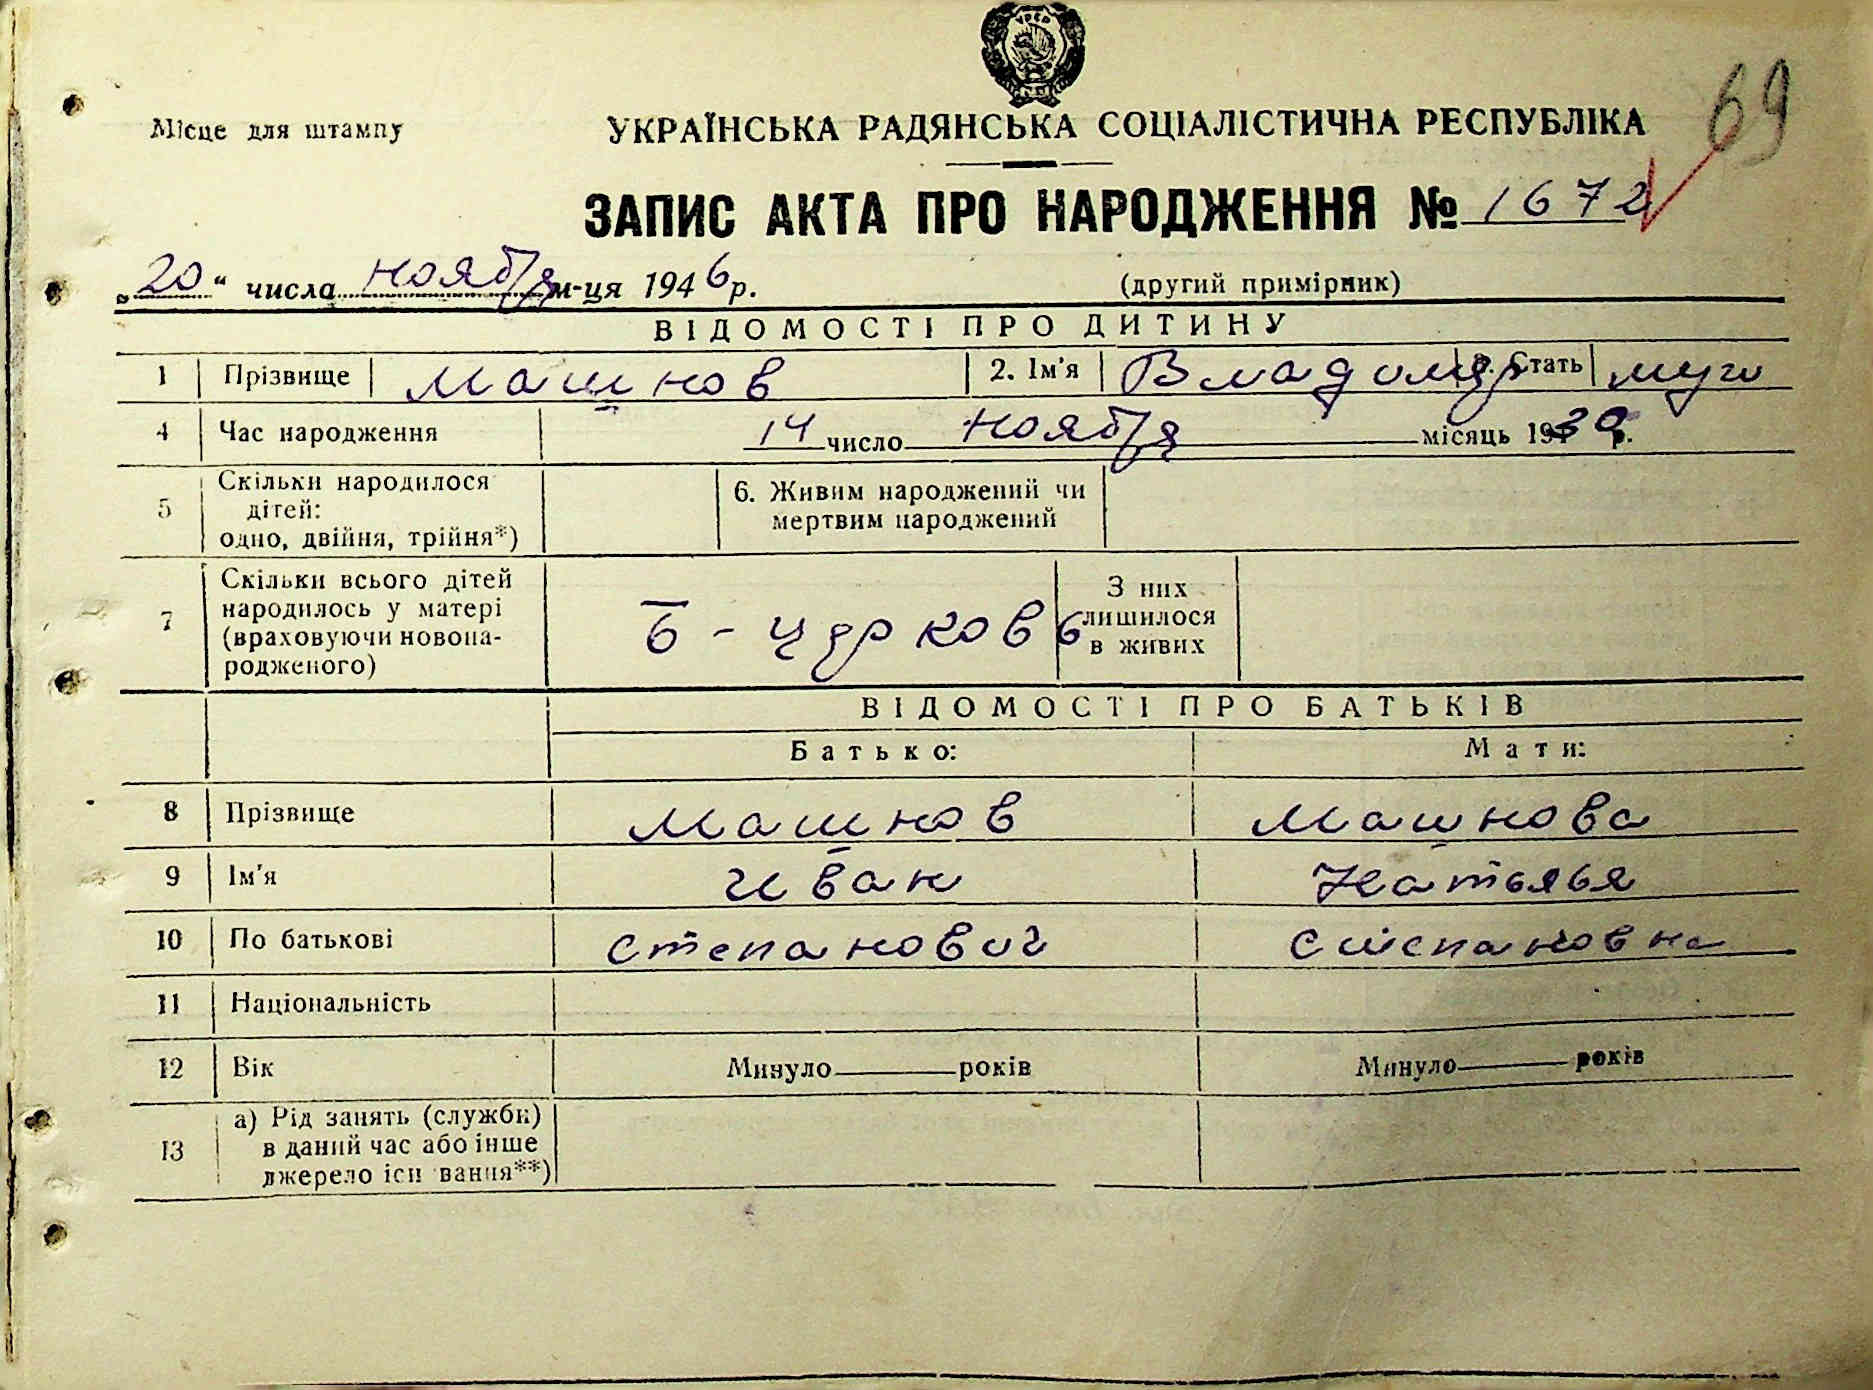 УРСР
69
Місце для штампу
УКРАЇНСЬКА РАДЯНСЬКА СОЦІАЛІСТИЧНА РЕСПУБЛІКА
ЗАПИС АКТА ПРО НАРОДЖЕННЯ № 1672
„20“ числа ноября м-ця 1946 р. (другий примірник)
ВІДОМОСТІ ПРО ДИТИНУ
1 Прізвище Машнов 2. Ім'я Владимир 3. Стать муж
4 Час народження 14 число ноября місяць 1939 р.
5 Скільки народилося дітей: одно, двійня, трійня*) 6. Живим народжений чи мертвим народжений
7 Скільки всього дітей народилось у матері (враховуючи новонародженого) З них лишилося в живих
ВІДОМОСТІ ПРО БАТЬКІВ
Батько: Мати:
8 Прізвище Машнов Машнова
9 Ім'я Иван
10 По батькові Степанович Степановна
11 Національність
12 Вік Минуло років Минуло років
13 а) Рід занять (служби) в даний час або інше джерело існування**)